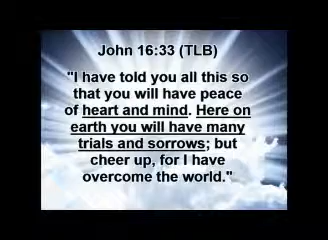 John 16:33 (TLB)
"I have told you all this so
that you will have peace
of heart and mind. Here on
earth you will have many
trials and sorrows; but
cheer up, for I have
overcome the world."